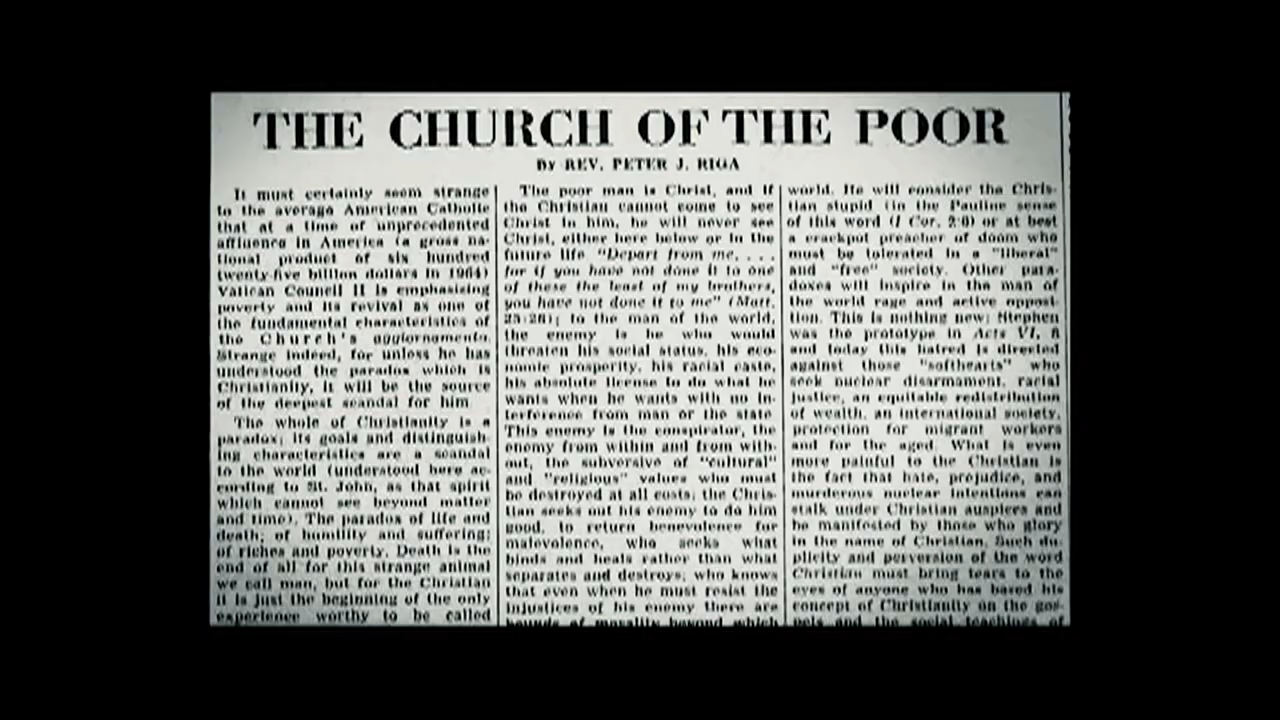 THE CHURCH OF THE POOR
By REV. PETER J. RIGA
It must certainly seem strange
to the average American Catholic
that at a time of unprecedented
affluence in America (a gross na-
tional product of six hundred
twenty-five billion dollars in 1964)
Vatican Council II is emphasizing
poverty and its revival as one of
the fundamental characteristics of
the Church's aggiornamento.
Strange indeed, for unless he has
understood the paradox which is
Christianity, it will be the source
of the deepest scandal for him.
The whole of Christianity is a
paradox; its goals and distinguish-
ing characteristics are a scandal
to the world (understood here ac-
cording to St. John, as that spirit
which cannot see beyond matter
and time). The paradox of life and
death; of humility and suffering;
of riches and poverty. Death is the
end of all for this strange animal
we call man, but for the Christian
it is just the beginning of the only
experience worthy to be called
The poor man is Christ, and if
the Christian cannot come to see
Christ in him, he will never see
Christ, either here below or in the
future life "Depart from me. . . .
for if you have not done it to one
of these the least of my brothers,
you have not done it to me" (Matt.
to the man of the world,
the enemy is he who would
threaten his social status, his eco-
nomic prosperity, his racial caste,
his absolute license to do what he
wants when he wants with no in-
terference from man or the state
This enemy is the conspirator, the
enemy from within and from with-
out, the subversive of "cultural"
and "religious" values who must
be destroyed at all costs; the Chris-
tian seeks out his enemy to do him
good, to return benevolence for
malevolence, who seeks what
binds and heals rather than what
separates and destroys; who knows
that even when he must resist the
injustices of his enemy there are
bounds of morality beyond which
world. He will consider the Chris-
tian stupid (in the Pauline sense
of this word (I Cor. or at best
a crackpot preacher of doom who
must be tolerated in a "liberal"
and "free" society. Other para-
doxes will inspire in the man of
the world rage and active opposi-
tion. This is nothing new; Stephen
was the prototype in Acts VI,
and today this hatred is directed
against those "softhearts" who
seek nuclear disarmament, racial
justice, an equitable redistribution
of wealth, an international society,
protection for migrant workers
and for the aged. What is even
more painful to the Christian is
the fact that hate, prejudice, and
murderous nuclear intentions can
stalk under Christian auspices and
be manifested by those who glory
in the name of Christian. Such du-
plicity and perversion of the word
Christian must bring tears to the
eyes of anyone who has based his
concept of Christianity on the gos-
pels and the social teachings of